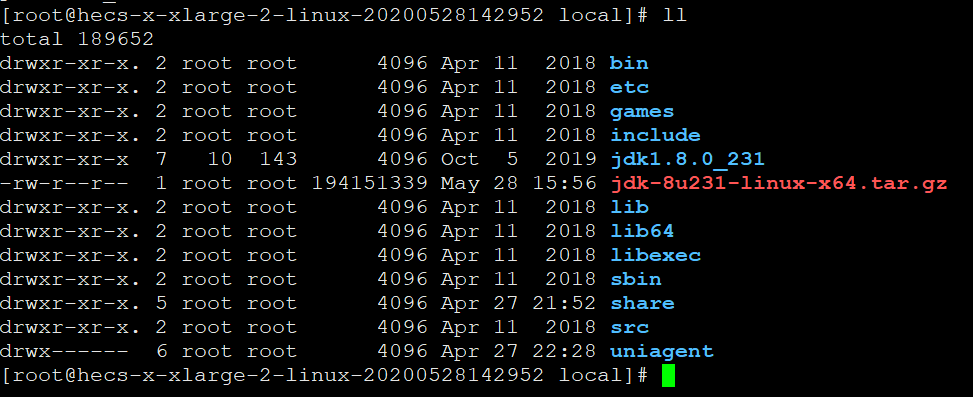 [root@hecs-x-xlarge-2-linux-20200528142952 local]# ll
total 189652
drwxr-xr-x. 2 root root      4096 Apr 11  2018 bin
drwxr-xr-x. 2 root root      4096 Apr 11  2018 etc
drwxr-xr-x. 2 root root      4096 Apr 11  2018 games
drwxr-xr-x. 2 root root      4096 Apr 11  2018 include
drwxr-xr-x  7   10  143      4096 Oct  5  2019 jdk1.8.0_231
-rw-r--r--  1 root root 194151339 May 28 15:56 jdk-8u231-linux-x64.tar.gz
drwxr-xr-x. 2 root root      4096 Apr 11  2018 lib
drwxr-xr-x. 2 root root      4096 Apr 11  2018 lib64
drwxr-xr-x. 2 root root      4096 Apr 11  2018 libexec
drwxr-xr-x. 2 root root      4096 Apr 11  2018 sbin
drwxr-xr-x. 5 root root      4096 Apr 27 21:52 share
drwxr-xr-x. 2 root root      4096 Apr 11  2018 src
drwx------  6 root root      4096 Apr 27 22:28 uniagent
[root@hecs-x-xlarge-2-linux-20200528142952 local]#